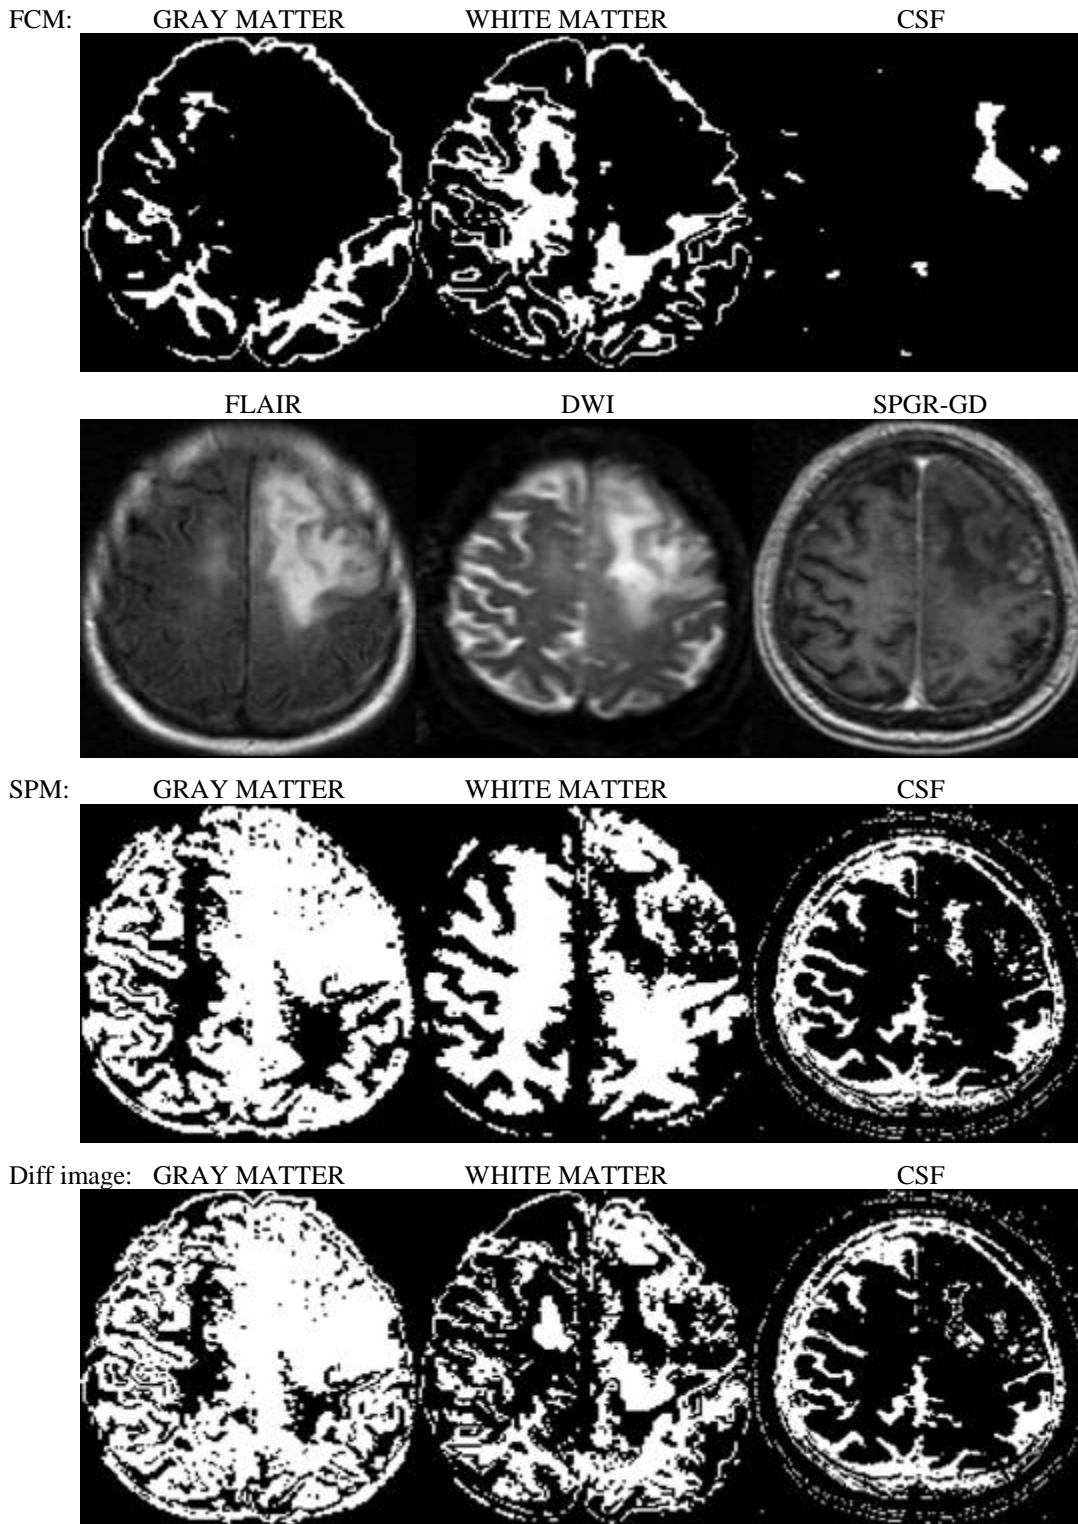 FCM: GRAY MATTER WHITE MATTER CSF
FLAIR DWI SPGR-GD
SPM: GRAY MATTER WHITE MATTER CSF
Diff image: GRAY MATTER WHITE MATTER CSF